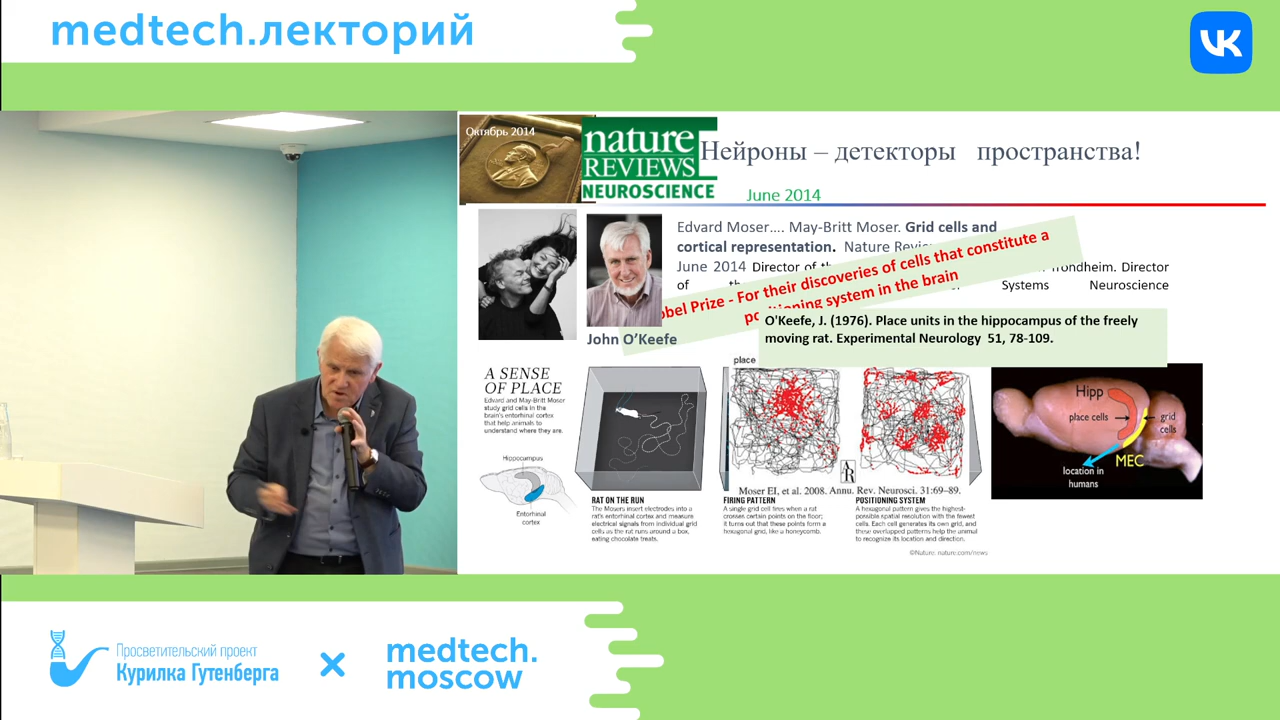 medtech.лекторий
Октябрь 2014
nature
REVIEWS
NEUROSCIENCE
Нейроны – детекторы пространства!
June 2014
Edvard Moser.... May-Britt Moser. Grid cells and
cortical representation. Nature
June 2014 Director of Trondheim. Director
of Systems Neuroscience
Prize - For their discoveries of cells that constitute a
positioning system in the brain
O'Keefe, J. (1976). Place units in the hippocampus of the freely
moving rat. Experimental Neurology 51, 78-109.
John O’Keefe
A SENSE
OF PLACE
Edvard and May-Britt Moser
study grid cells in the
brain's entorhinal cortex
that help animals to
understand where they are.
Hippocampus
Entorhinal
cortex
RAT ON THE RUN
The Mosers insert electrodes into a
rat's entorhinal cortex and measure
electrical signals from individual grid
cells as the rat runs around a box,
eating chocolate treats.
place
Moser EI, et al. 2008. Annu. Rev. Neurosci. 31:69–89.
AR
FIRING PATTERN
A single grid cell fires when a rat
crosses certain points on the floor;
it turns out that these points form a
hexagonal grid, like a honeycomb.
POSITIONING SYSTEM
A hexagonal pattern gives the highest-
possible spatial resolution with the fewest
cells. Each cell generates its own grid, and
these overlapped patterns help the animal
to recognize its location and direction.
©Nature. nature.com/news
Hipp
place cells
grid
cells
MEC
location in
humans
Просветительский проект
Курилка Гутенберга
medtech.
moscow